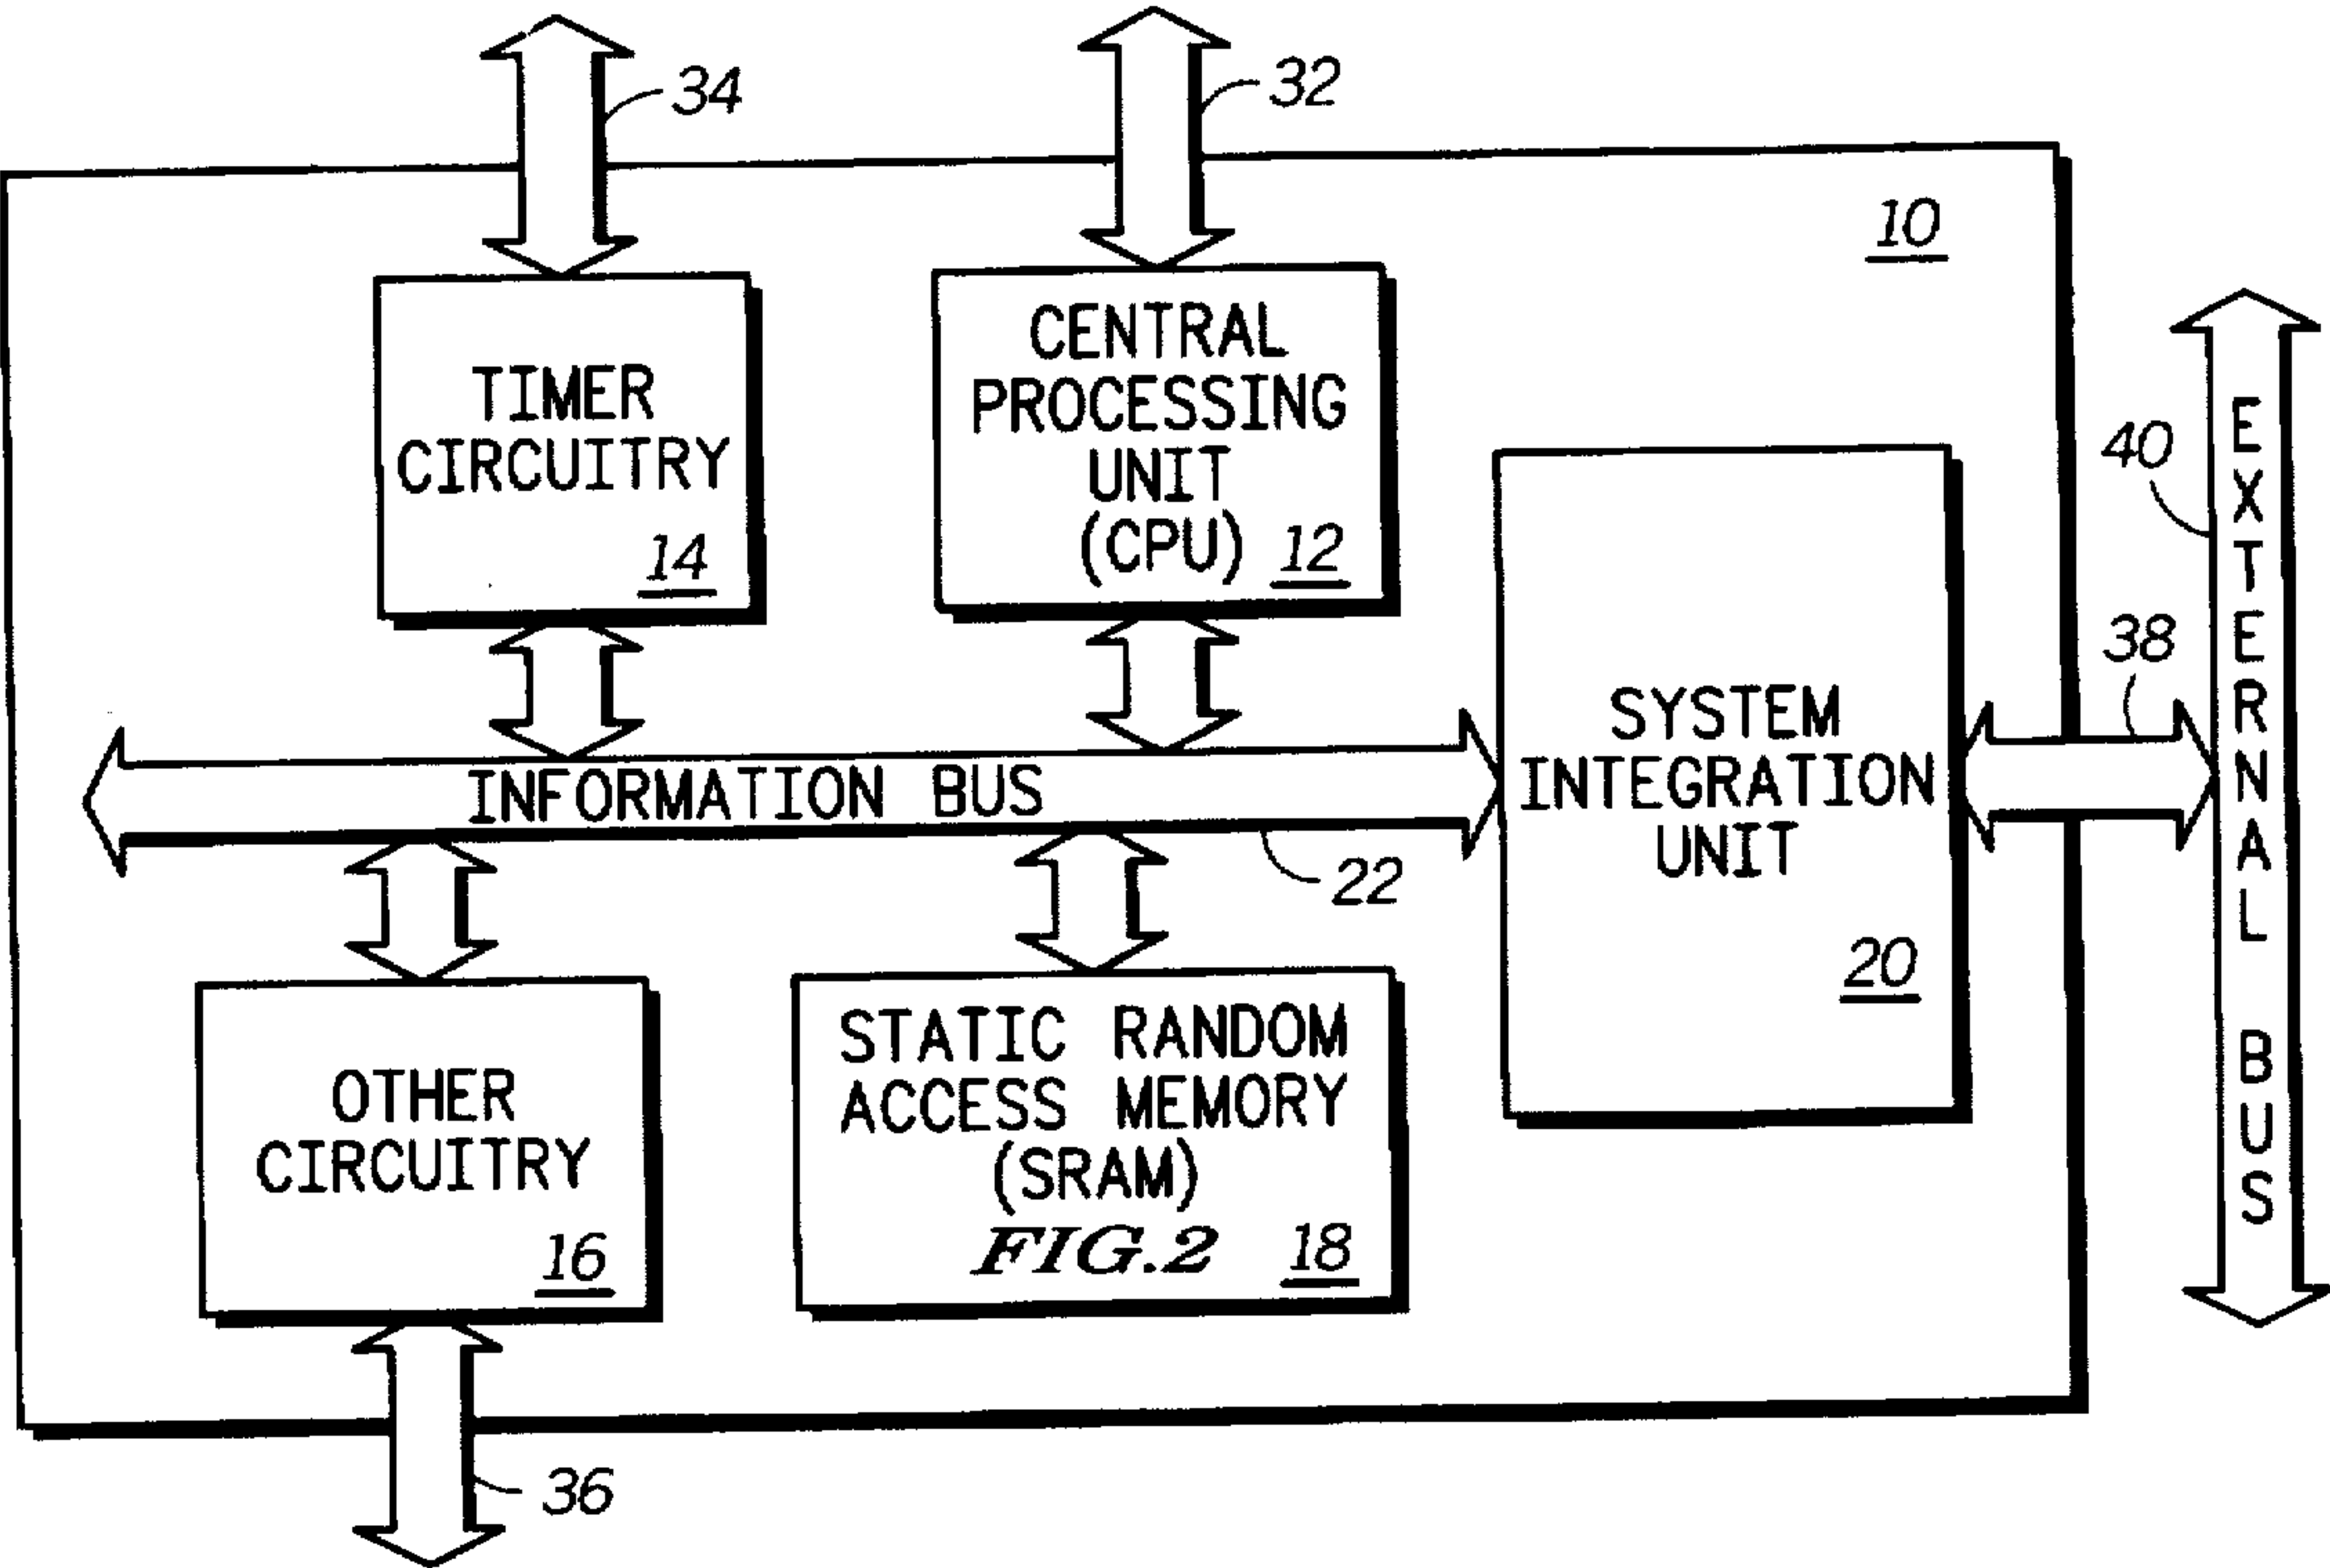 34
32
10
TIMER
CIRCUITRY
14
CENTRAL
PROCESSING
UNIT
(CPU)
12
40
EXTERNAL BUS
38
SYSTEM
INTEGRATION
UNIT
20
INFORMATION BUS
22
OTHER
CIRCUITRY
16
STATIC RANDOM
ACCESS MEMORY
(SRAM)
FIG.2
18
36